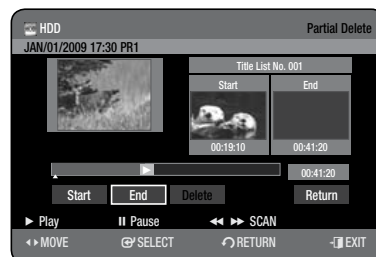 HDD Partial Delete
JAN/01/2009 17:30 PR1
Title List No. 001
Start End
00:19:10 00:41:20
00:41:20
Start End Delete Return
► Play II Pause ◄◄ ►► SCAN
◄► MOVE SELECT RETURN EXIT